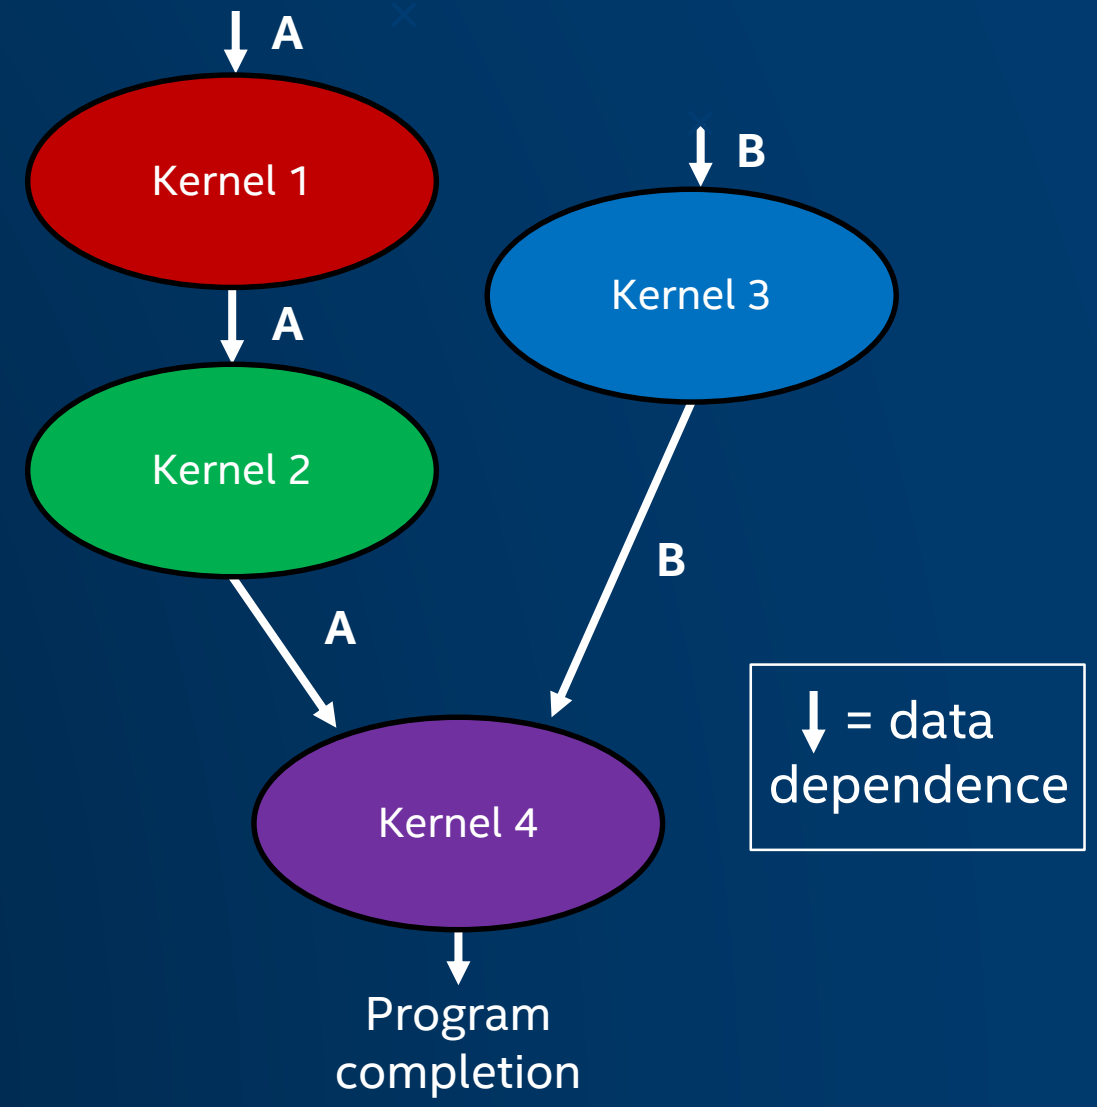 A
Kernel 1
B
Kernel 3
A
Kernel 2
B
A
Kernel 4
= data
dependence
Program
completion